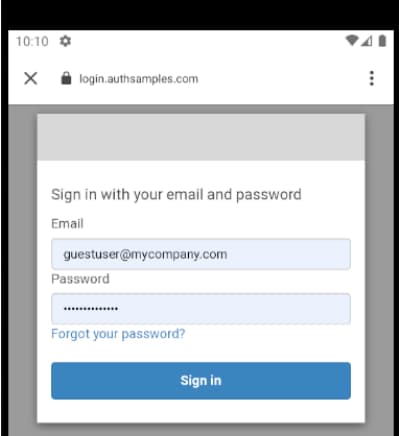 10:10
login.authsamples.com
Sign in with your email and password
Email
guestuser@mycompany.com
Password
••••••••••••••
Forgot your password?
Sign in